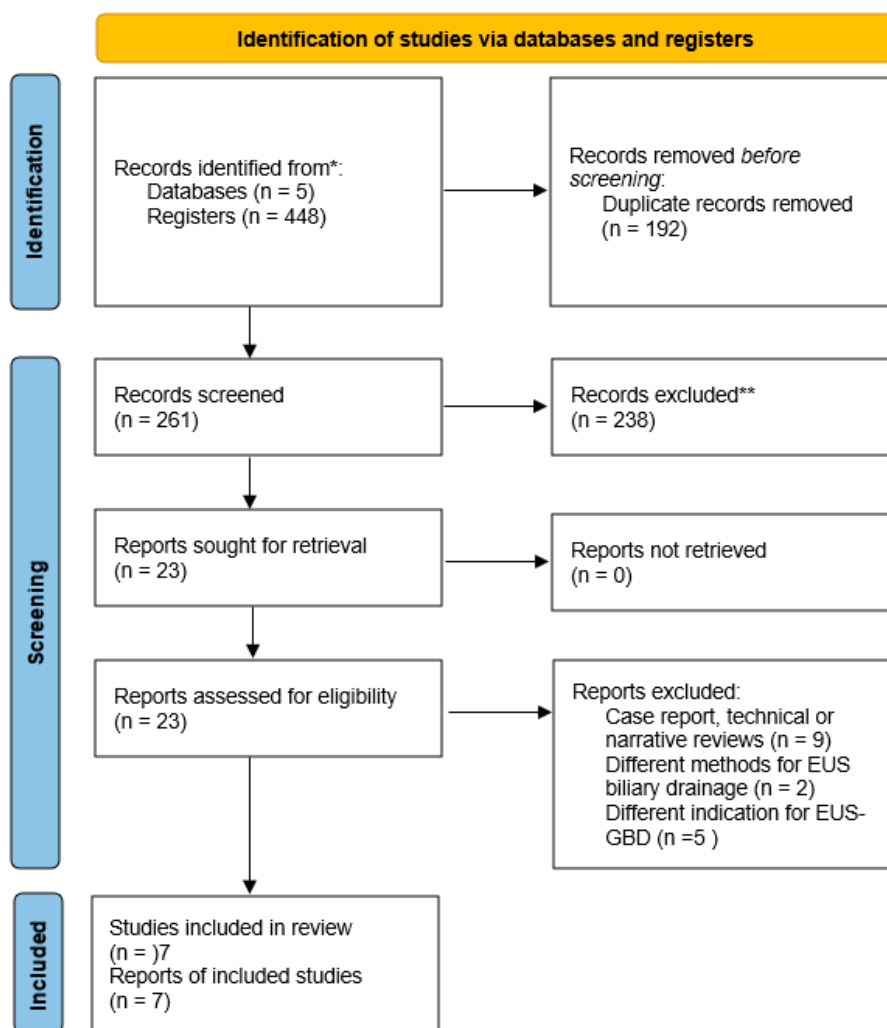 Identification of studies via databases and registers
Identification
Records identified from*:
Databases (n = 5)
Registers (n = 448)
Records removed before
screening:
Duplicate records removed
(n = 192)
Screening
Records screened
(n = 261)
Records excluded**
(n = 238)
Reports sought for retrieval
(n = 23)
Reports not retrieved
(n = 0)
Reports assessed for eligibility
(n = 23)
Reports excluded:
Case report, technical or
narrative reviews (n = 9)
Different methods for EUS
biliary drainage (n = 2)
Different indication for EUS-
GBD (n =5 )
Included
Studies included in review
(n = )7
Reports of included studies
(n = 7)